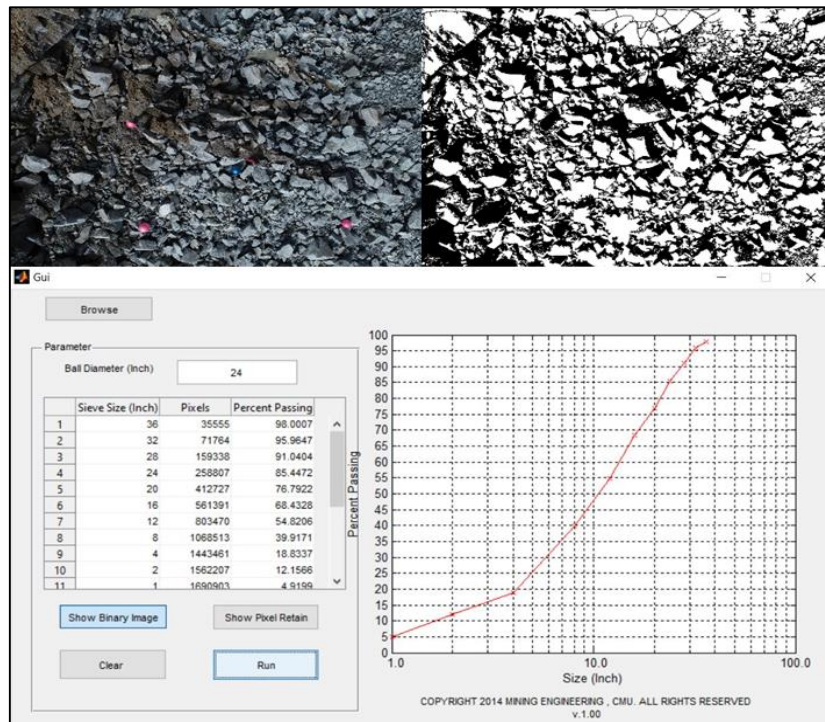 Gui
Browse
Parameter
Ball Diameter (Inch) 24
Sieve Size (Inch) Pixels Percent Passing
1 36 35555 98.0007
2 32 71764 95.9647
3 28 159338 91.0404
4 24 258807 85.4472
5 20 412727 76.7922
6 16 561391 68.4328
7 12 803470 54.8206
8 8 1068513 39.9171
9 4 1443461 18.8337
10 2 1562207 12.1566
11 1 1690903 4.9199
Show Binary Image Show Pixel Retain
Clear Run
Percent Passing
100
95
90
85
80
75
70
65
60
55
50
45
40
35
30
25
20
15
10
5
0
1.0 10.0 100.0
Size (Inch)
COPYRIGHT 2014 MINING ENGINEERING , CMU. ALL RIGHTS RESERVED
v.1.00